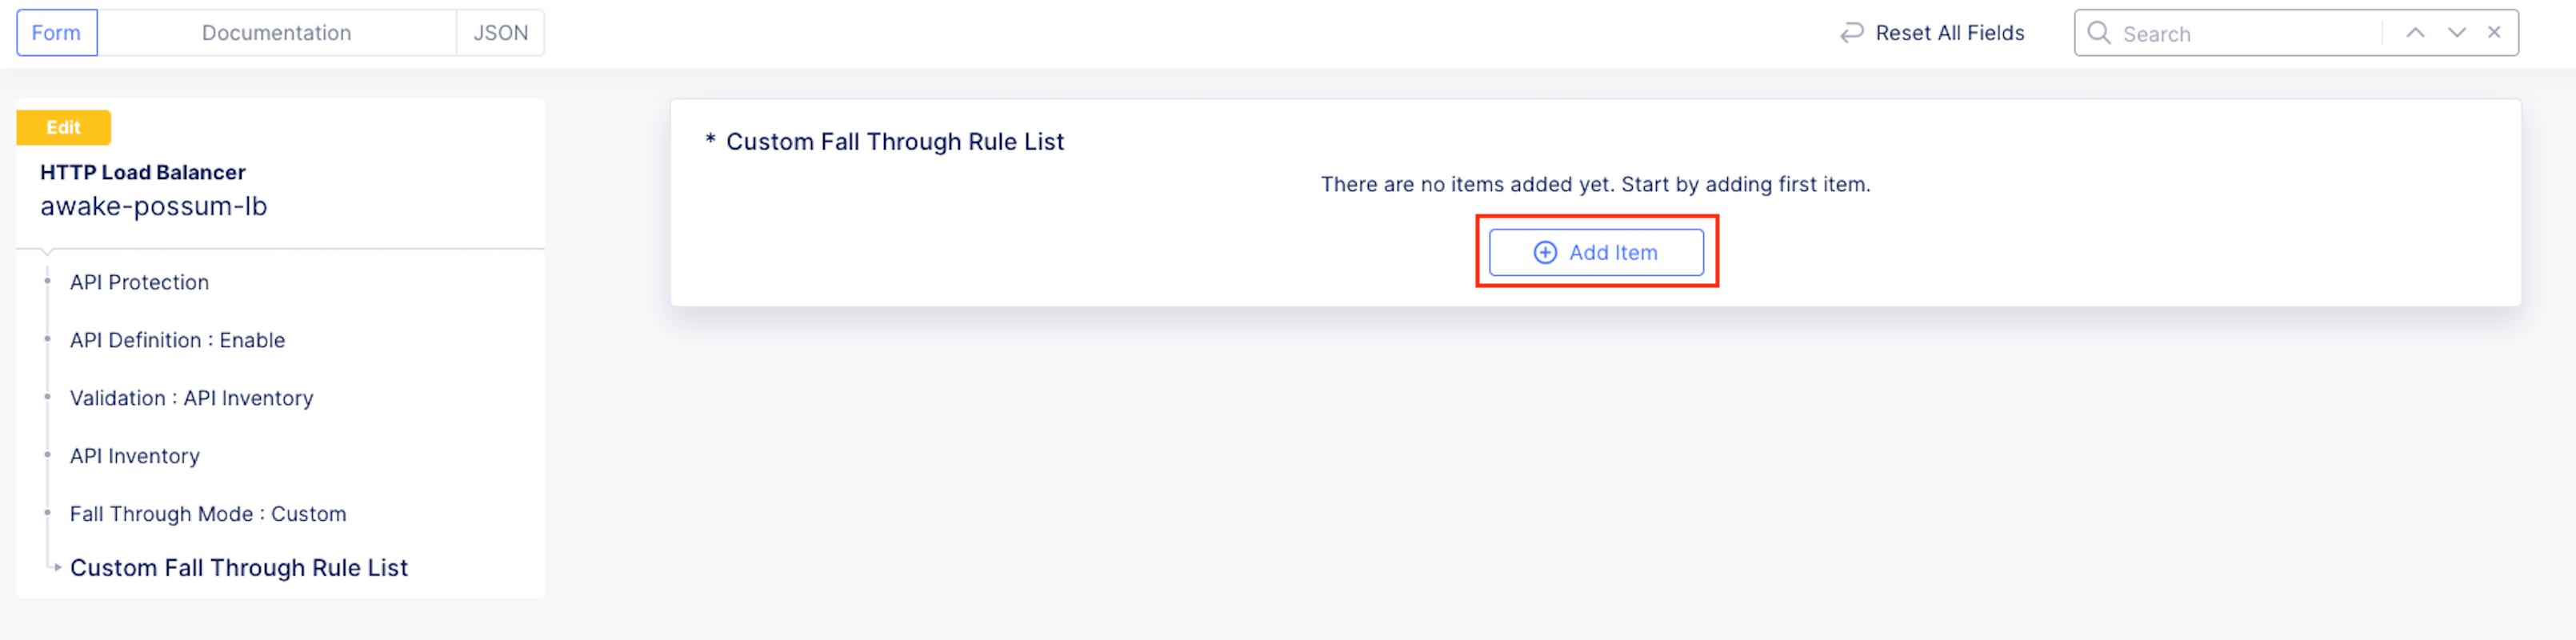 Form
Documentation
JSON
Reset All Fields
Search
Edit
HTTP Load Balancer
awake-possum-lb
API Protection
API Definition : Enable
Validation : API Inventory
API Inventory
Fall Through Mode : Custom
Custom Fall Through Rule List
* Custom Fall Through Rule List
There are no items added yet. Start by adding first item.
Add Item